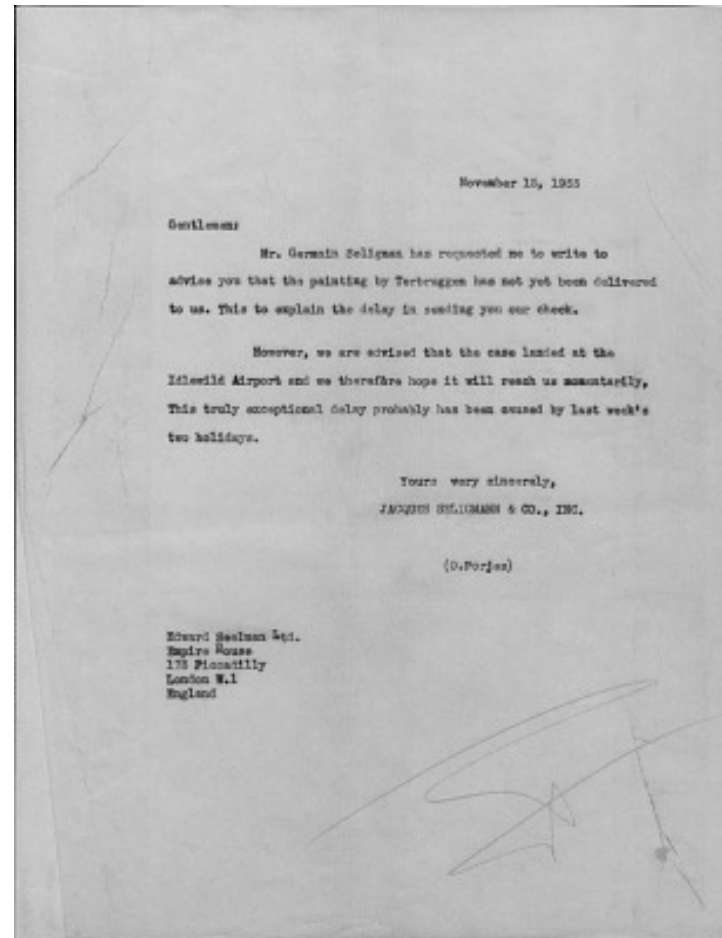 November 13, 1953
Gentlemen:
Mr. Germain Seligman has requested me to write to
advise you that the painting by Terbruggen has not yet been delivered
to us. This to explain the delay in sending you our check.
However, we are advised that the case landed at the
Idlewild Airport and we therefore hope it will reach us momentarily,
This truly exceptional delay probably has been caused by last week's
two holidays.
Yours very sincerely,
JACQUES SELIGMANN & CO., INC.
Edward Speelman Ltd.
Empire House
175 Piccadilly
London W.1
England